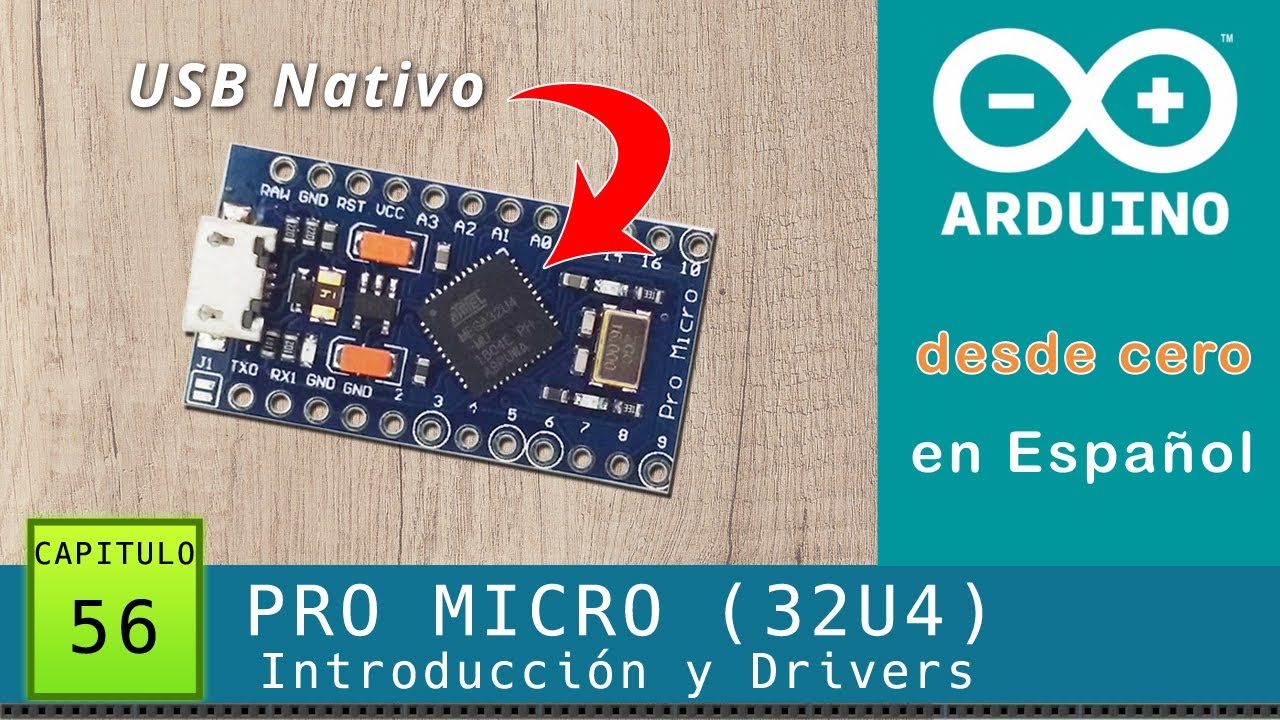 USB Nativo
RAW GND RST VCC A3 A2 A1 A0 14 16 10
J1 TXO RX1 GND GND 2 3 4 5 6 7 8 9
Pro Micro
ARDUINO
TM
desde cero
en Español
CAPITULO
56
PRO MICRO (32U4)
Introducción y Drivers